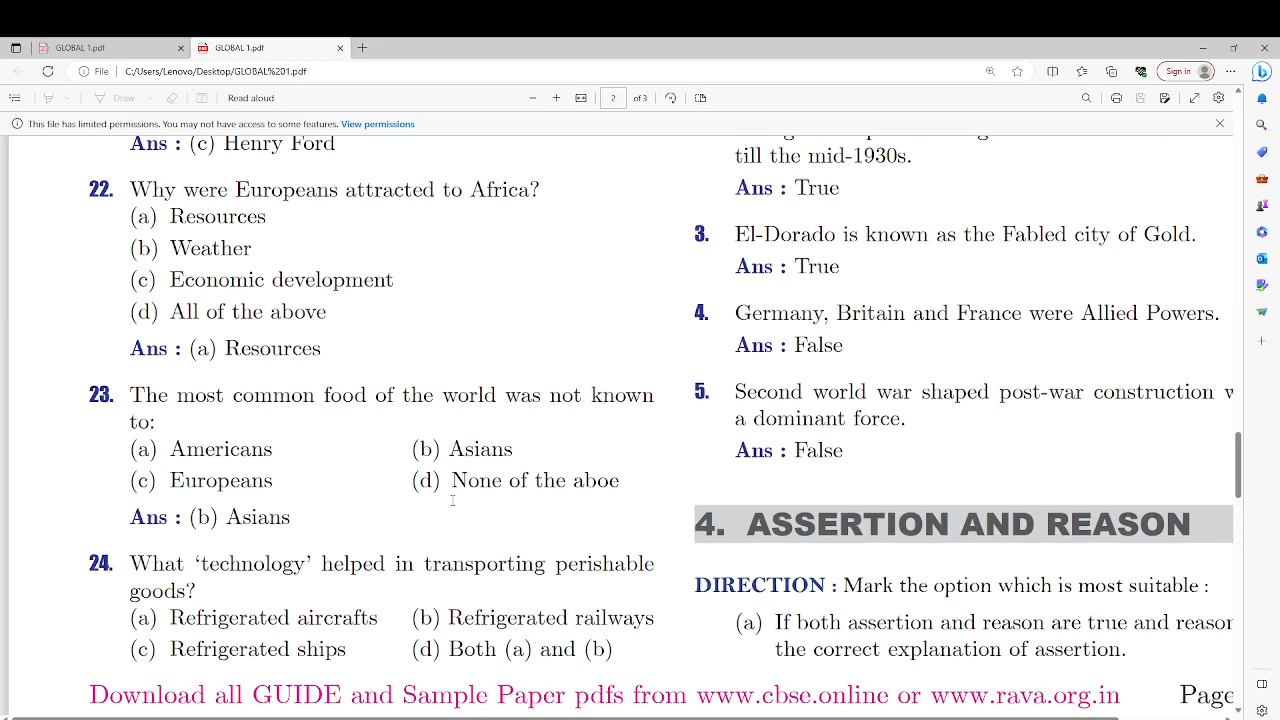 GLOBAL 1.pdf
GLOBAL 1.pdf
File
C:/Users/Lenovo/Desktop/GLOBAL%201.pdf
Sign in
Draw
Read aloud
2
of 3
This file has limited permissions. You may not have access to some features. View permissions
Ans : (c) Henry Ford
22. Why were Europeans attracted to Africa?
(a) Resources
(b) Weather
(c) Economic development
(d) All of the above
Ans : (a) Resources
23. The most common food of the world was not known
to:
(a) Americans (b) Asians
(c) Europeans (d) None of the aboe
Ans : (b) Asians
24. What ‘technology’ helped in transporting perishable
goods?
(a) Refrigerated aircrafts (b) Refrigerated railways
(c) Refrigerated ships (d) Both (a) and (b)
till the mid-1930s.
Ans : True
3. El-Dorado is known as the Fabled city of Gold.
Ans : True
4. Germany, Britain and France were Allied Powers.
Ans : False
5. Second world war shaped post-war construction
a dominant force.
Ans : False
4. ASSERTION AND REASON
DIRECTION : Mark the option which is most suitable :
(a) If both assertion and reason are true and reason
the correct explanation of assertion.
Download all GUIDE and Sample Paper pdfs from www.cbse.online or www.rava.org.in Page